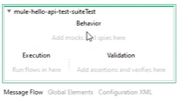 mule-hello-api-test-suiteTest
Behavior
Add mocks and spies here
Execution Validation
Run flows in here Add assertions and verifies here
Message Flow Global Elements Configuration XML